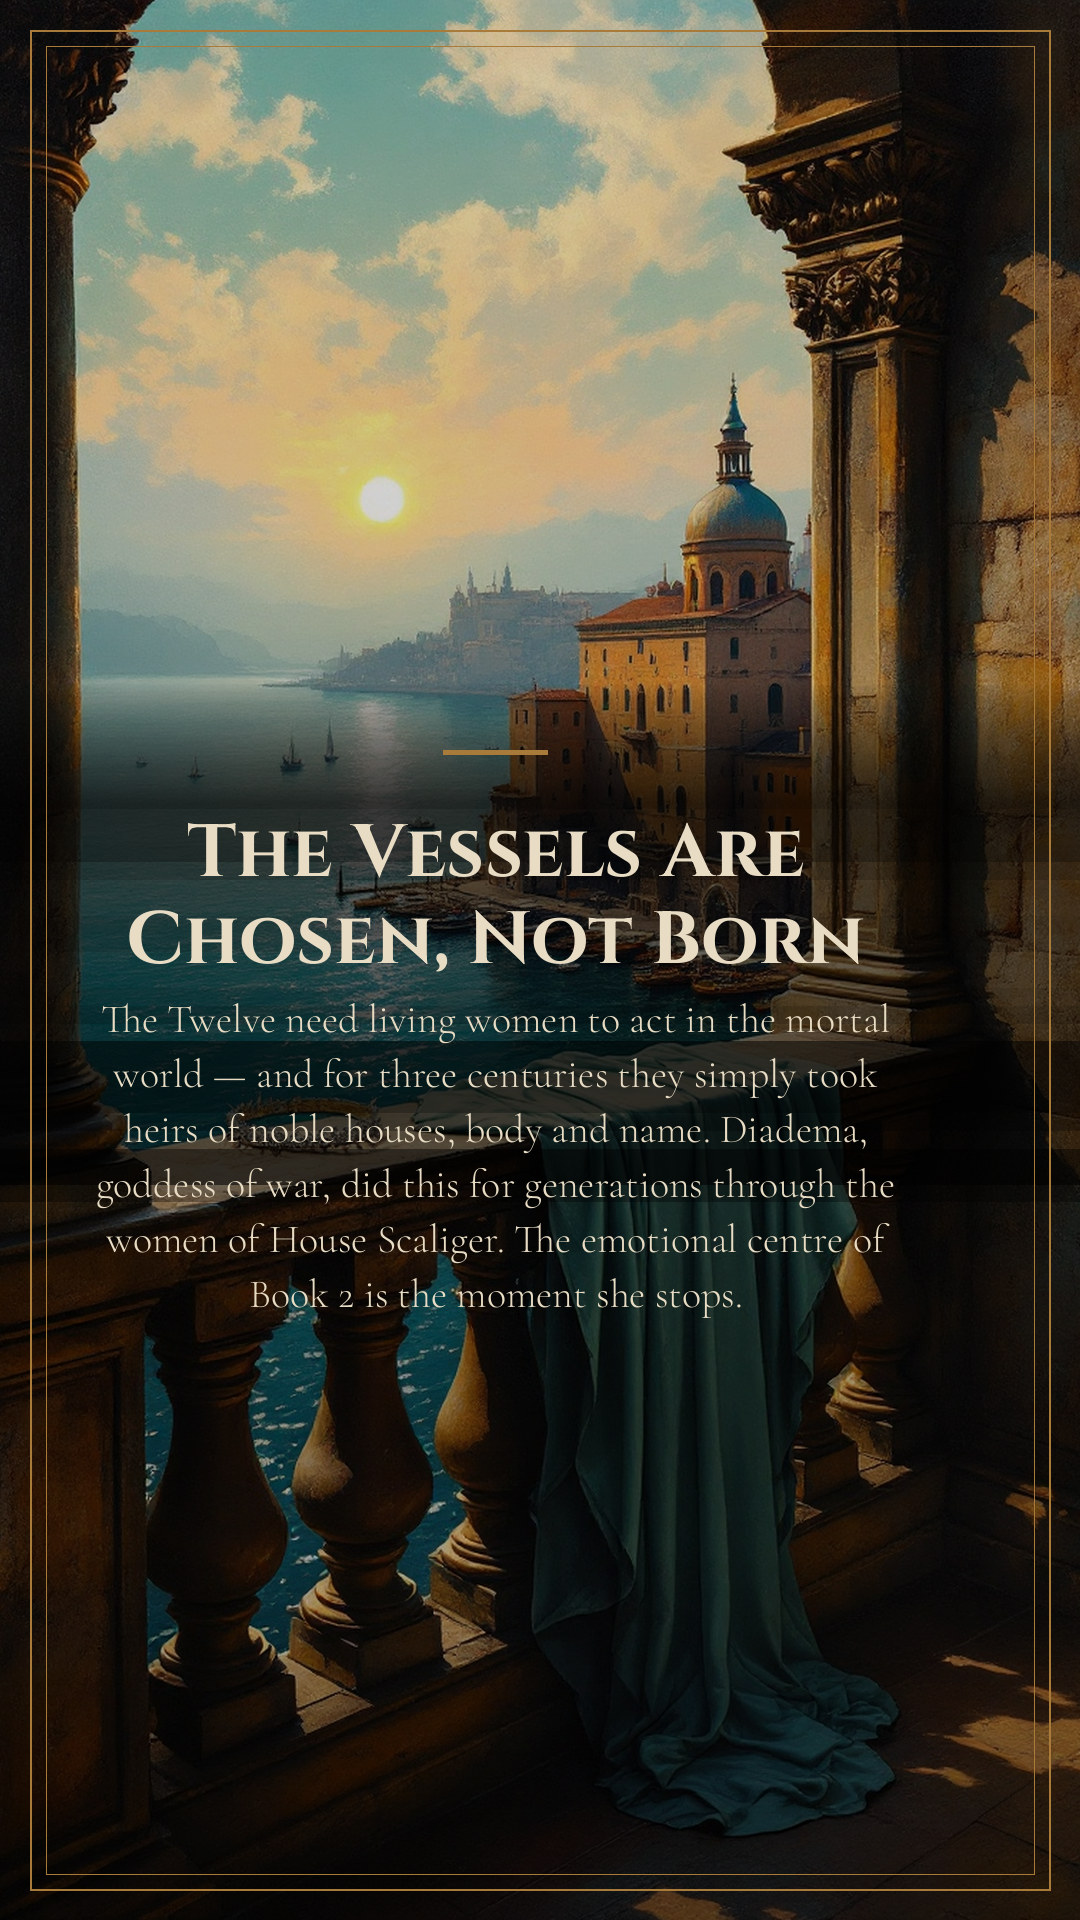 The Vessels Are
Chosen, Not Born
The Twelve need living women to act in the mortal
world — and for three centuries they simply took
heirs of noble houses, body and name. Diadema,
goddess of war, did this for generations through the
women of House Scaliger. The emotional centre of
Book 2 is the moment she stops.